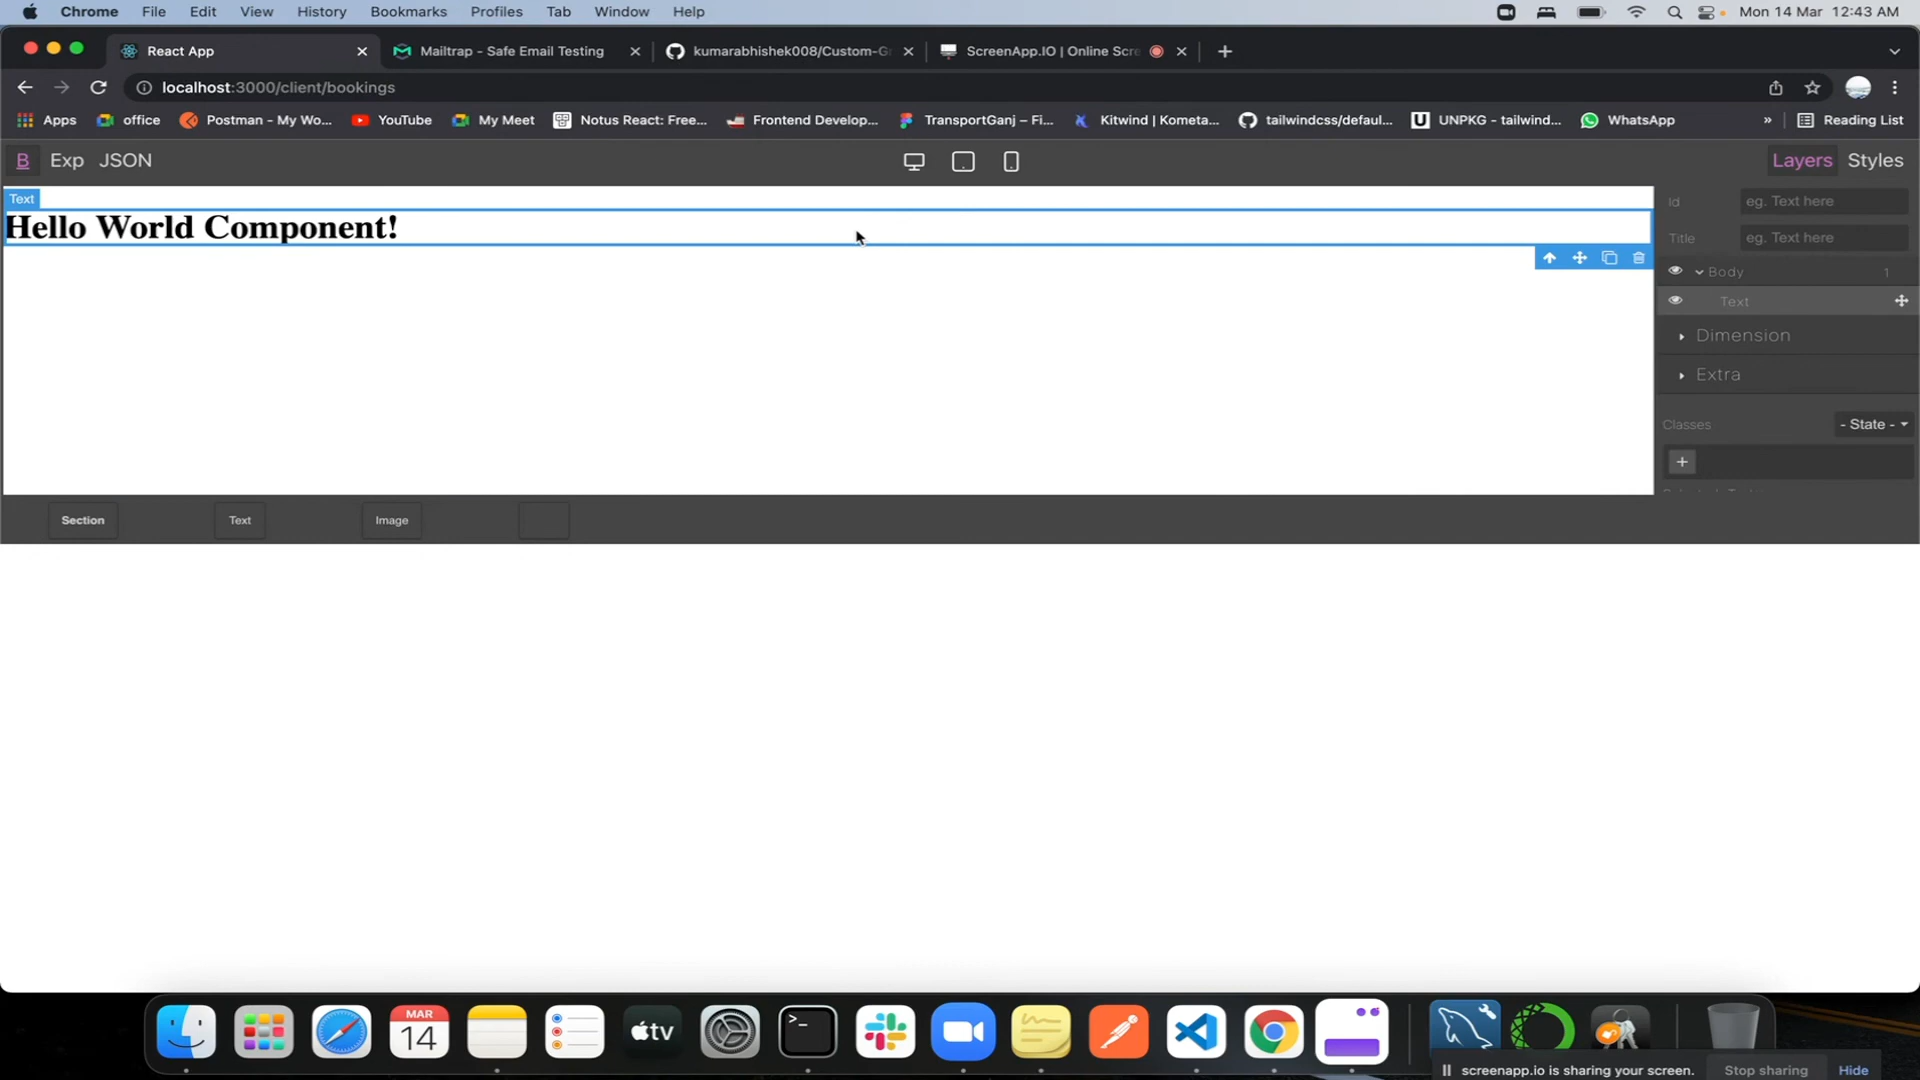 Chrome File Edit View History Bookmarks Profiles Tab Window Help Mon 14 Mar 12:43 AM
React App Mailtrap - Safe Email Testing kumarabhishek008/Custom-Gr ScreenApp.IO | Online Scre
localhost:3000/client/bookings
Apps office Postman - My Wo... YouTube My Meet Notus React: Free... Frontend Develop... TransportGanj – Fi... Kitwind | Kometa... tailwindcss/defaul... UNPKG - tailwind... WhatsApp » Reading List
B Exp JSON Layers Styles
Text
Hello World Component!
Id eg. Text here
Title eg. Text here
Body 1
Text
Dimension
Extra
Classes - State -
+
Section Text Image
MAR
14
tv
screenapp.io is sharing your screen. Stop sharing Hide